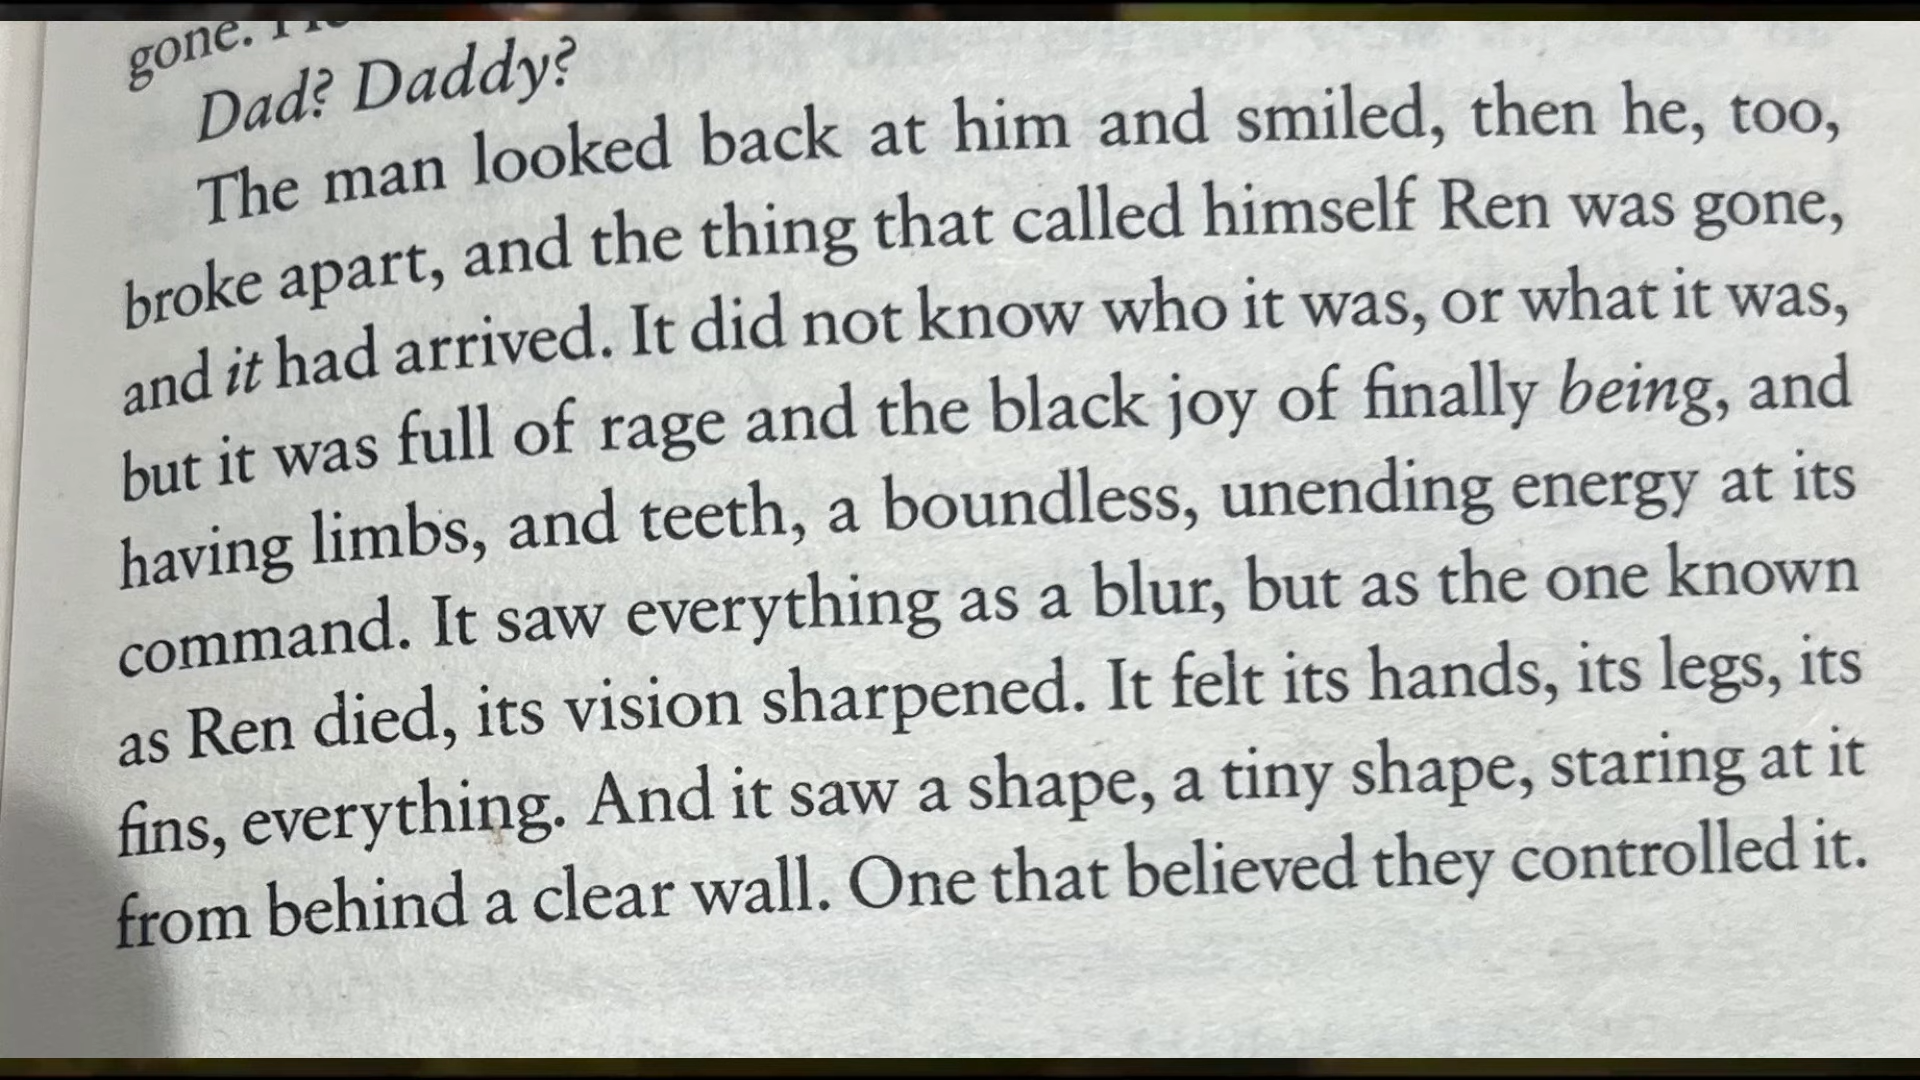 gone.
Dad? Daddy?
The man looked back at him and smiled, then he, too,
broke apart, and the thing that called himself Ren was gone,
and it had arrived. It did not know who it was, or what it was,
but it was full of rage and the black joy of finally being, and
having limbs, and teeth, a boundless, unending energy at its
command. It saw everything as a blur, but as the one known
as Ren died, its vision sharpened. It felt its hands, its legs, its
fins, everything. And it saw a shape, a tiny shape, staring at it
from behind a clear wall. One that believed they controlled it.